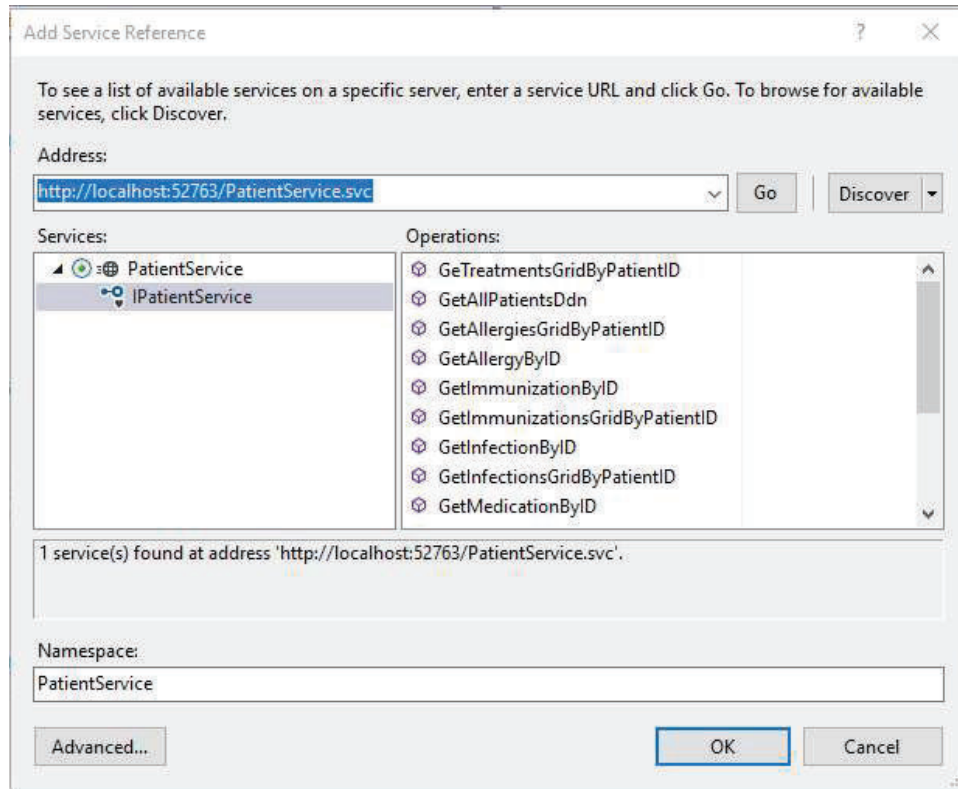 Add Service Reference
?
To see a list of available services on a specific server, enter a service URL and click Go. To browse for available
services, click Discover.
Address:
http://localhost:52763/PatientService.svc
Go
Discover
Services:
Operations:
PatientService
IPatientService
GeTreatmentsGridByPatientID
GetAllPatientsDdn
GetAllergiesGridByPatientID
GetAllergyByID
GetImmunizationByID
GetImmunizationsGridByPatientID
GetInfectionByID
GetInfectionsGridByPatientID
GetMedicationByID
1 service(s) found at address 'http://localhost:52763/PatientService.svc'.
Namespace:
PatientService
Advanced...
OK
Cancel